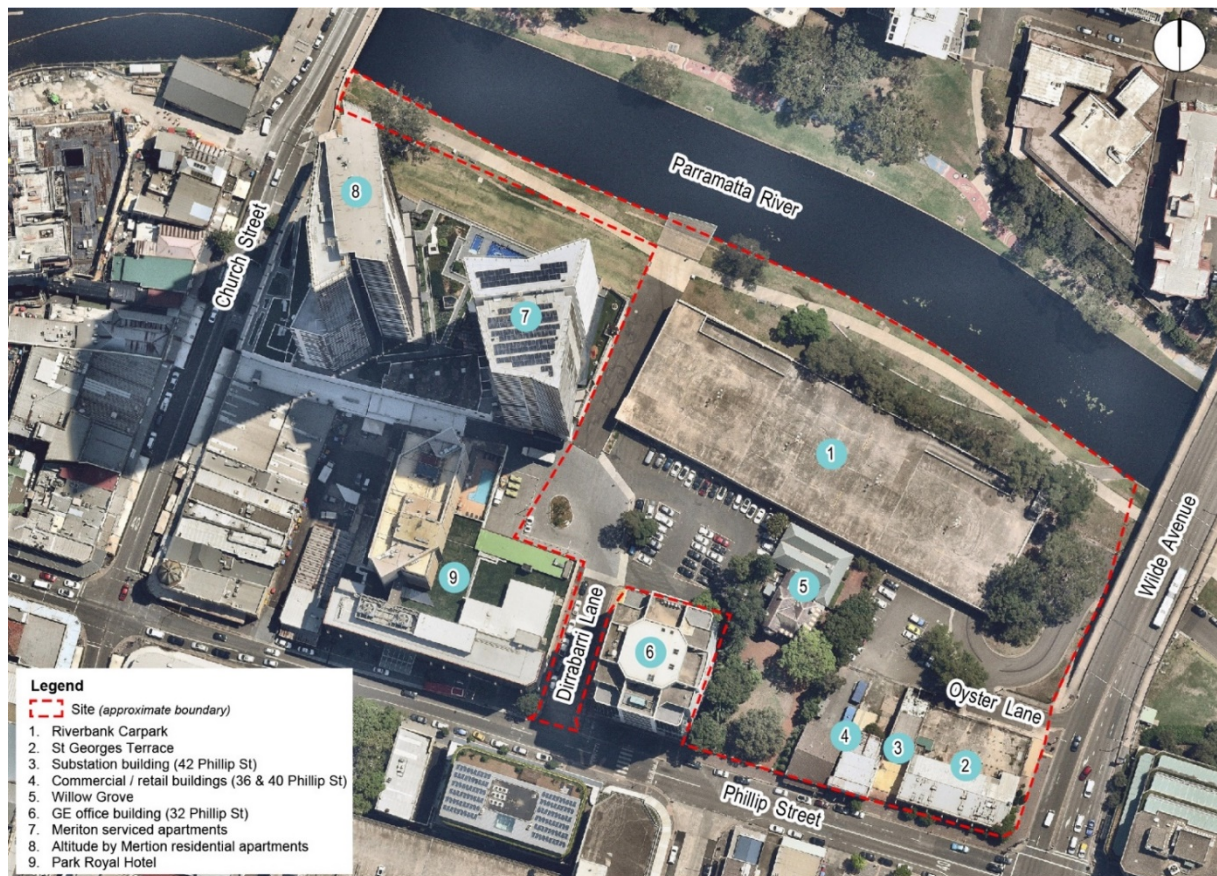 Parramatta River
8
Church Street
7
1
Wilde Avenue
5
9
Dirrabarri Lane
6
Oyster Lane
4
3
2
Phillip Street
Legend
Site (approximate boundary)
1. Riverbank Carpark
2. St Georges Terrace
3. Substation building (42 Phillip St)
4. Commercial / retail buildings (36 & 40 Phillip St)
5. Willow Grove
6. GE office building (32 Phillip St)
7. Meriton serviced apartments
8. Altitude by Mertion residential apartments
9. Park Royal Hotel